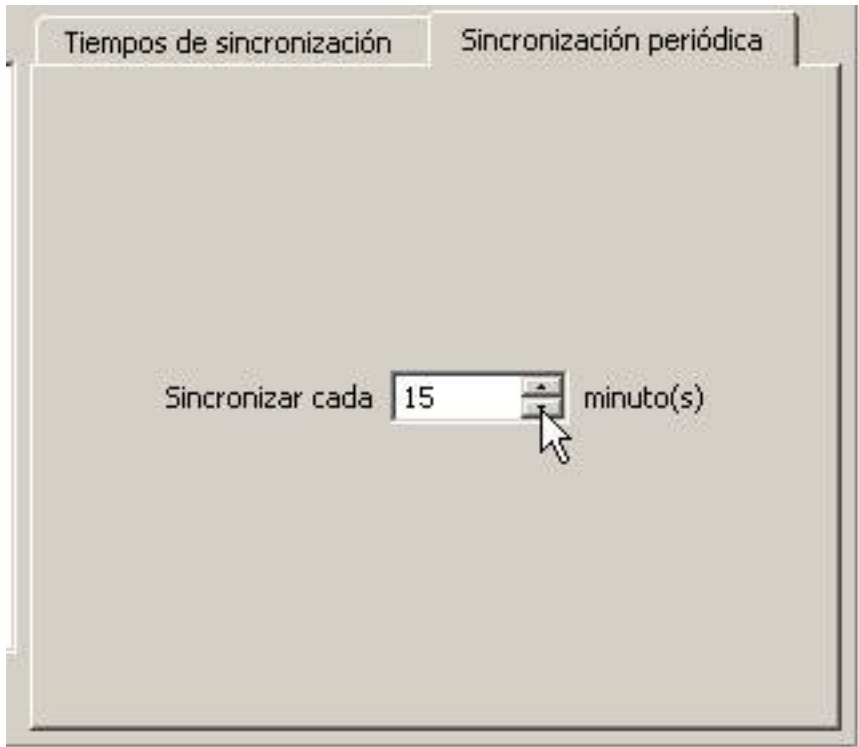 Tiempos de sincronización
Sincronización periódica
Sincronizar cada 15 minuto(s)